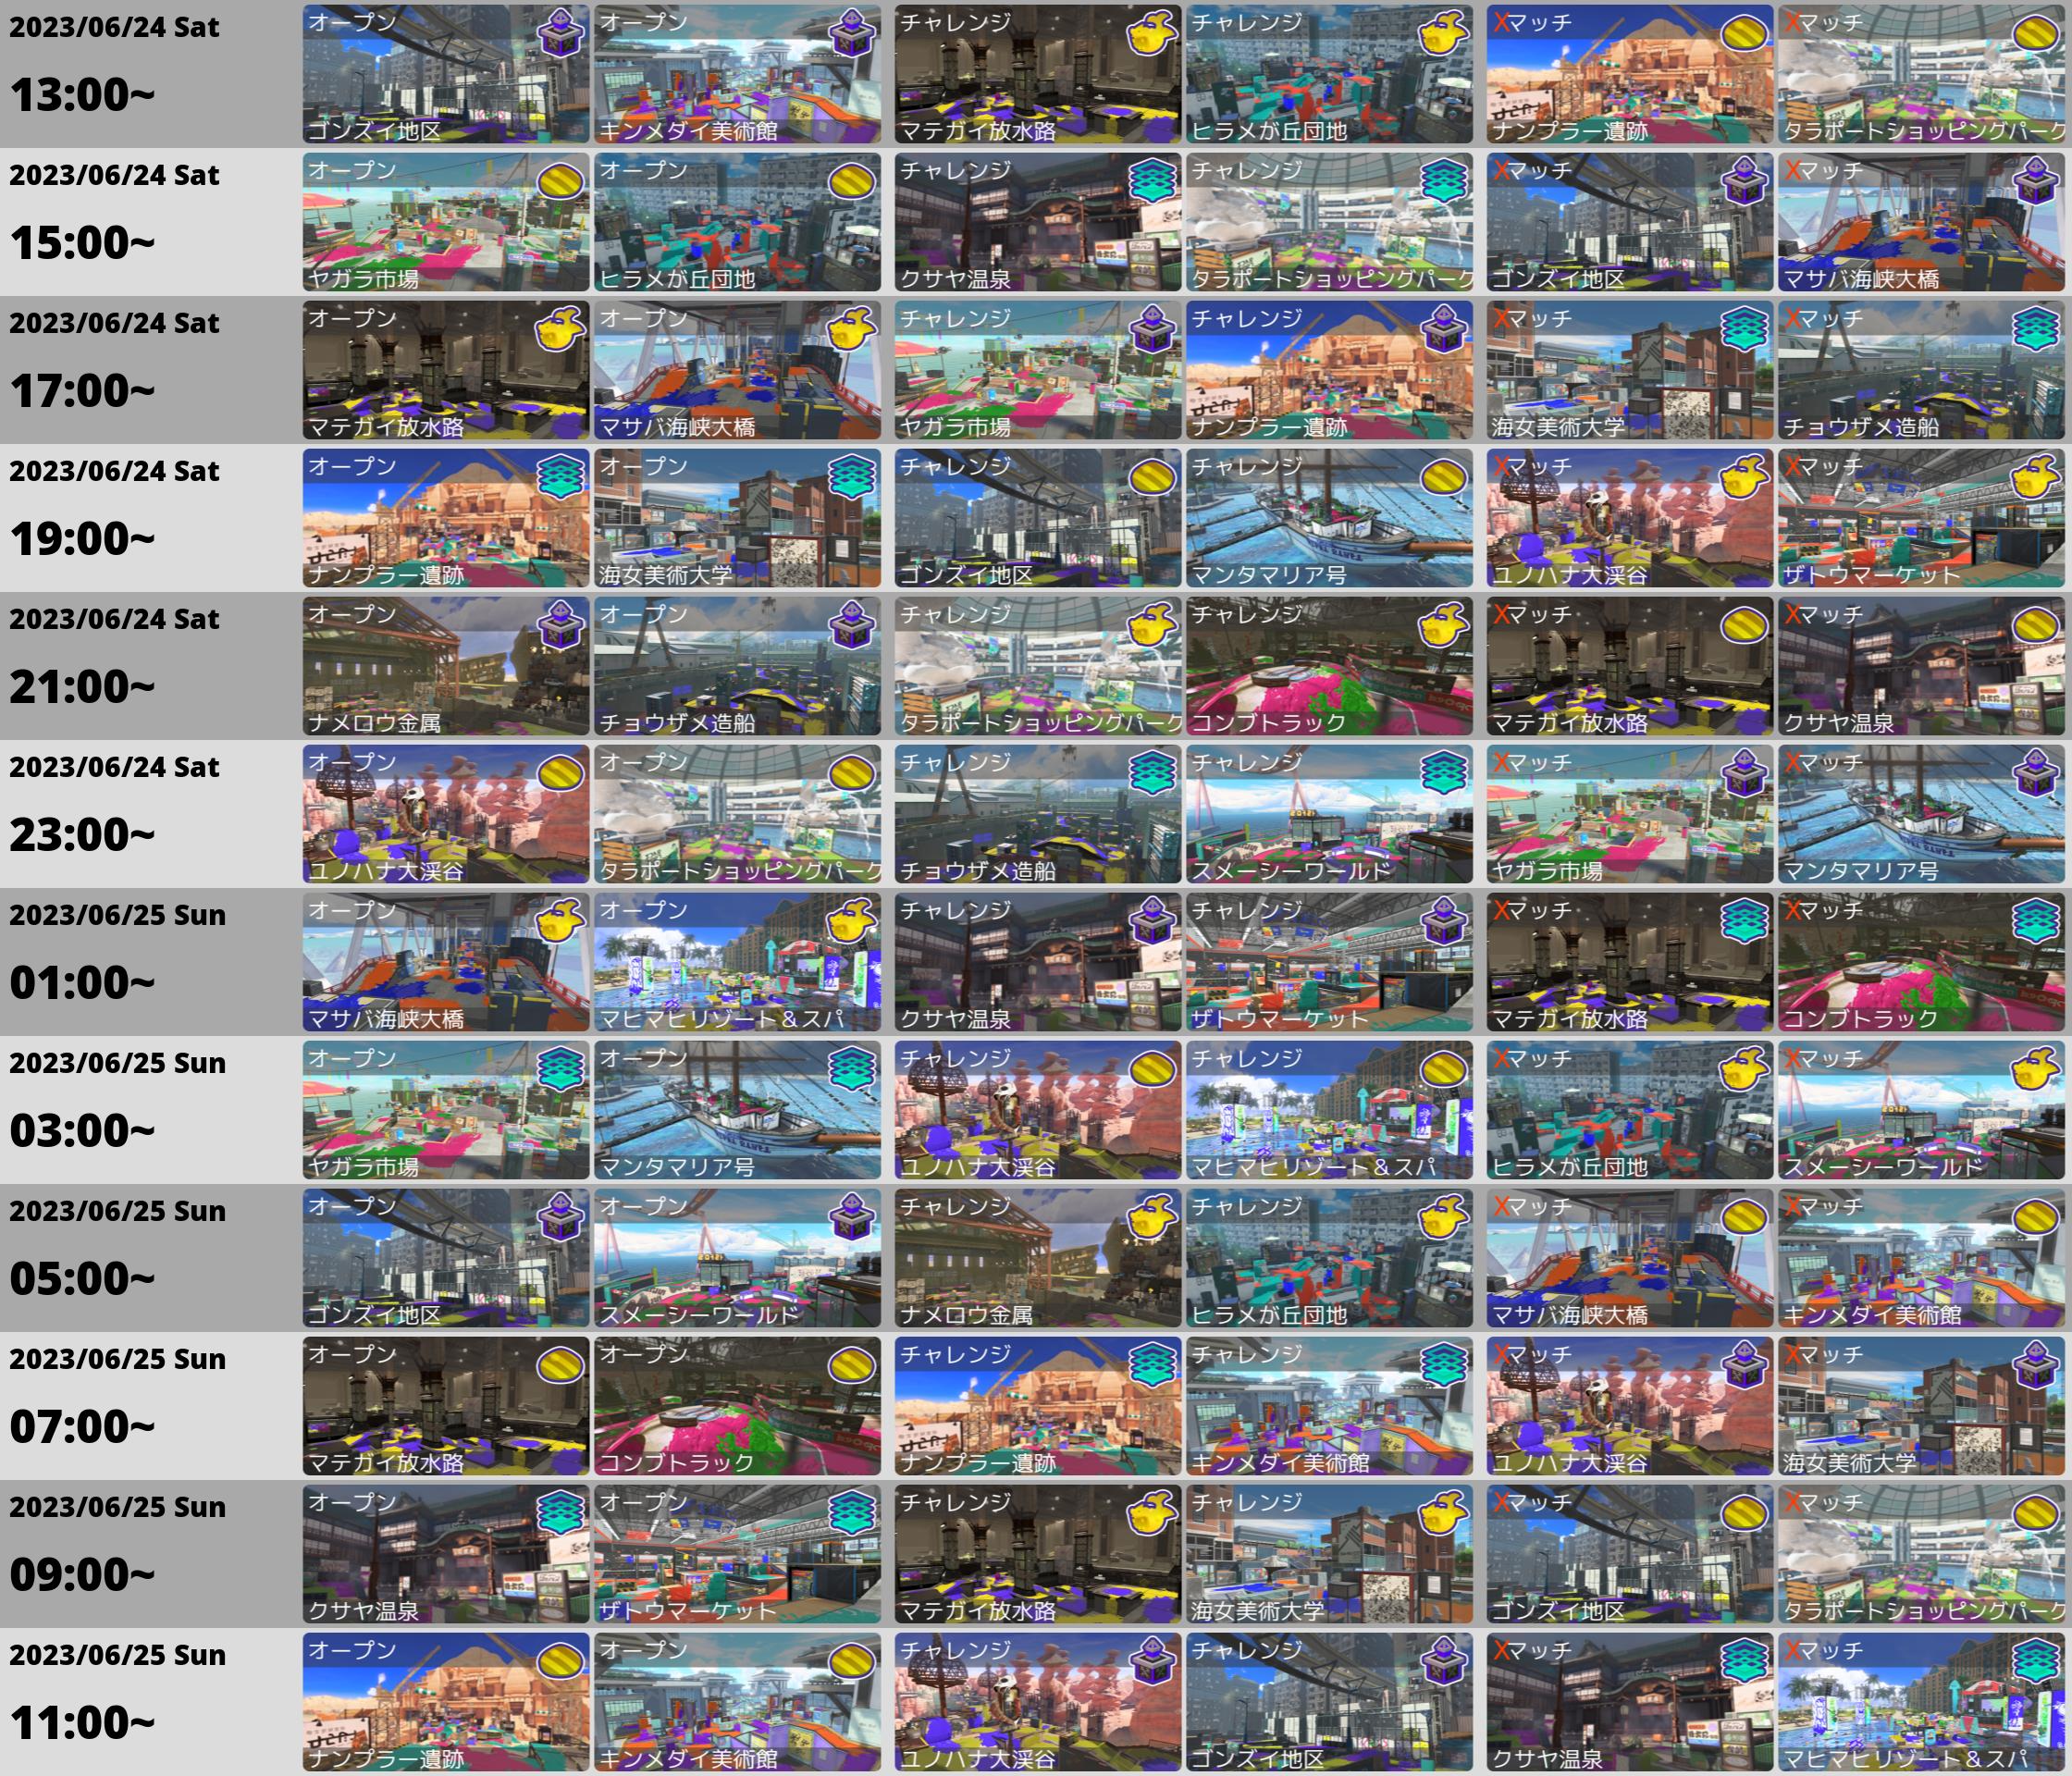 2023/06/24 Sat
13:00~
オープン オープン チャレンジ チャレンジ Xマッチ Xマッチ
ゴンズイ地区 キンメダイ美術館 マテガイ放水路 ヒラメが丘団地 ナンプラー遺跡 タラポートショッピングパーク
2023/06/24 Sat
15:00~
オープン オープン チャレンジ チャレンジ Xマッチ Xマッチ
ヤガラ市場 ヒラメが丘団地 クサヤ温泉 タラポートショッピングパーク ゴンズイ地区 マサバ海峡大橋
2023/06/24 Sat
17:00~
オープン オープン チャレンジ チャレンジ Xマッチ Xマッチ
マテガイ放水路 マサバ海峡大橋 ヤガラ市場 ナンプラー遺跡 海女美術大学 チョウザメ造船
2023/06/24 Sat
19:00~
オープン オープン チャレンジ チャレンジ Xマッチ Xマッチ
ナンプラー遺跡 海女美術大学 ゴンズイ地区 マンタマリア号 ユノハナ大渓谷 ザトウマーケット
2023/06/24 Sat
21:00~
オープン オープン チャレンジ チャレンジ Xマッチ Xマッチ
ナメロウ金属 チョウザメ造船 タラポートショッピングパーク コンブトラック マテガイ放水路 クサヤ温泉
2023/06/24 Sat
23:00~
オープン オープン チャレンジ チャレンジ Xマッチ Xマッチ
ユノハナ大渓谷 タラポートショッピングパーク チョウザメ造船 スメーシーワールド ヤガラ市場 マンタマリア号
2023/06/25 Sun
01:00~
オープン オープン チャレンジ チャレンジ Xマッチ Xマッチ
マサバ海峡大橋 マヒマヒリゾート＆スパ クサヤ温泉 ザトウマーケット マテガイ放水路 コンブトラック
2023/06/25 Sun
03:00~
オープン オープン チャレンジ チャレンジ Xマッチ Xマッチ
ヤガラ市場 マンタマリア号 ユノハナ大渓谷 マヒマヒリゾート＆スパ ヒラメが丘団地 スメーシーワールド
2023/06/25 Sun
05:00~
オープン オープン チャレンジ チャレンジ Xマッチ Xマッチ
ゴンズイ地区 スメーシーワールド ナメロウ金属 ヒラメが丘団地 マサバ海峡大橋 キンメダイ美術館
2023/06/25 Sun
07:00~
オープン オープン チャレンジ チャレンジ Xマッチ Xマッチ
マテガイ放水路 コンブトラック ナンプラー遺跡 キンメダイ美術館 ユノハナ大渓谷 海女美術大学
2023/06/25 Sun
09:00~
オープン オープン チャレンジ チャレンジ Xマッチ Xマッチ
クサヤ温泉 ザトウマーケット マテガイ放水路 海女美術大学 ゴンズイ地区 タラポートショッピングパーク
2023/06/25 Sun
11:00~
オープン オープン チャレンジ チャレンジ Xマッチ Xマッチ
ナンプラー遺跡 キンメダイ美術館 ユノハナ大渓谷 ゴンズイ地区 クサヤ温泉 マヒマヒリゾート＆スパ